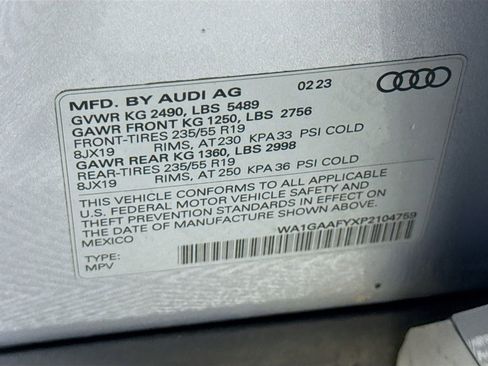 MFD. BY AUDI AG 02 23
GVWR KG 2490, LBS 5489
GAWR FRONT KG 1250, LBS 2756
FRONT-TIRES 235/55 R19
8JX19 RIMS, AT 230 KPA 33 PSI COLD
GAWR REAR KG 1360, LBS 2998
REAR-TIRES 235/55 R19
8JX19 RIMS, AT 250 KPA 36 PSI COLD
THIS VEHICLE CONFORMS TO ALL APPLICABLE
U.S. FEDERAL MOTOR VEHICLE SAFETY AND
THEFT PREVENTION STANDARDS IN EFFECT ON
THE DATE OF MANUFACTURE SHOWN ABOVE.
MEXICO WA1GAAFYXP2104759
TYPE:
MPV